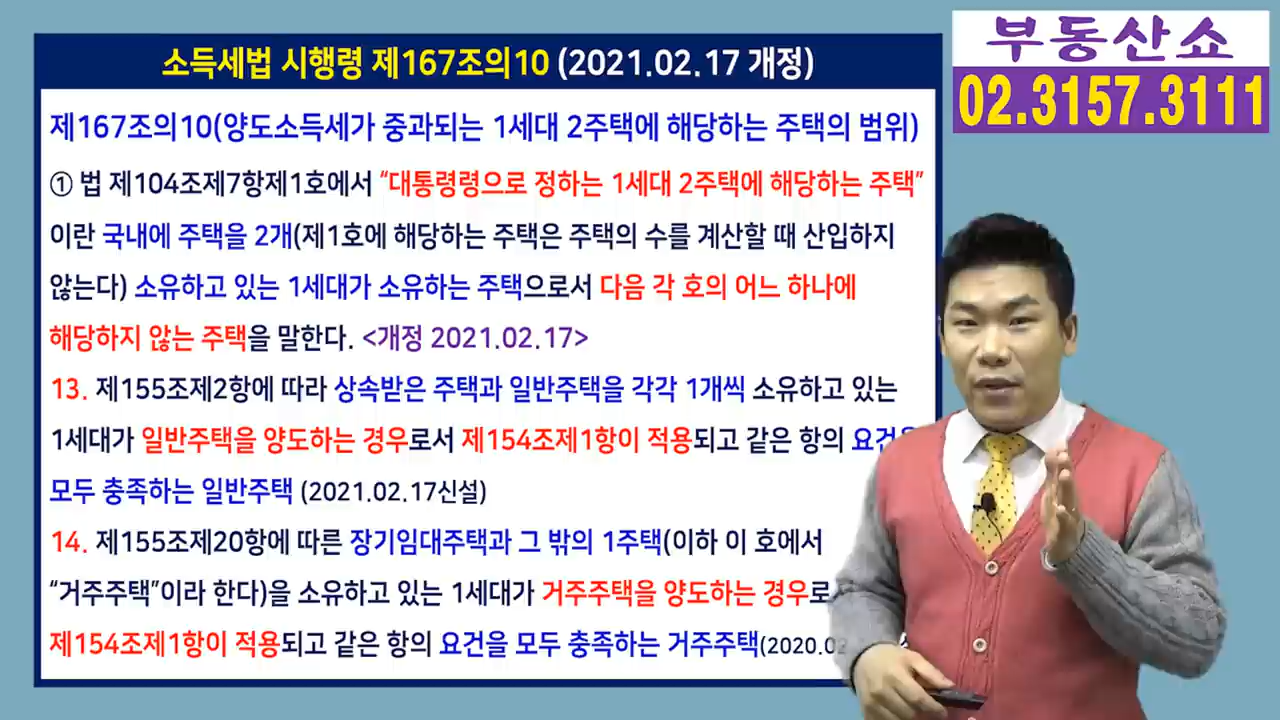 소득세법 시행령 제167조의10 (2021.02.17 개정)
부동산쇼
02.3157.3111
제167조의10(양도소득세가 중과되는 1세대 2주택에 해당하는 주택의 범위)
① 법 제104조제7항제1호에서 “대통령령으로 정하는 1세대 2주택에 해당하는 주택”
이란 국내에 주택을 2개(제1호에 해당하는 주택은 주택의 수를 계산할 때 산입하지
않는다) 소유하고 있는 1세대가 소유하는 주택으로서 다음 각 호의 어느 하나에
해당하지 않는 주택을 말한다. <개정 2021.02.17>
13. 제155조제2항에 따라 상속받은 주택과 일반주택을 각각 1개씩 소유하고 있는
1세대가 일반주택을 양도하는 경우로서 제154조제1항이 적용되고 같은 항의 요건을
모두 충족하는 일반주택 (2021.02.17신설)
14. 제155조제20항에 따른 장기임대주택과 그 밖의 1주택(이하 이 호에서
“거주주택”이라 한다)을 소유하고 있는 1세대가 거주주택을 양도하는 경우로
제154조제1항이 적용되고 같은 항의 요건을 모두 충족하는 거주주택(2020.02